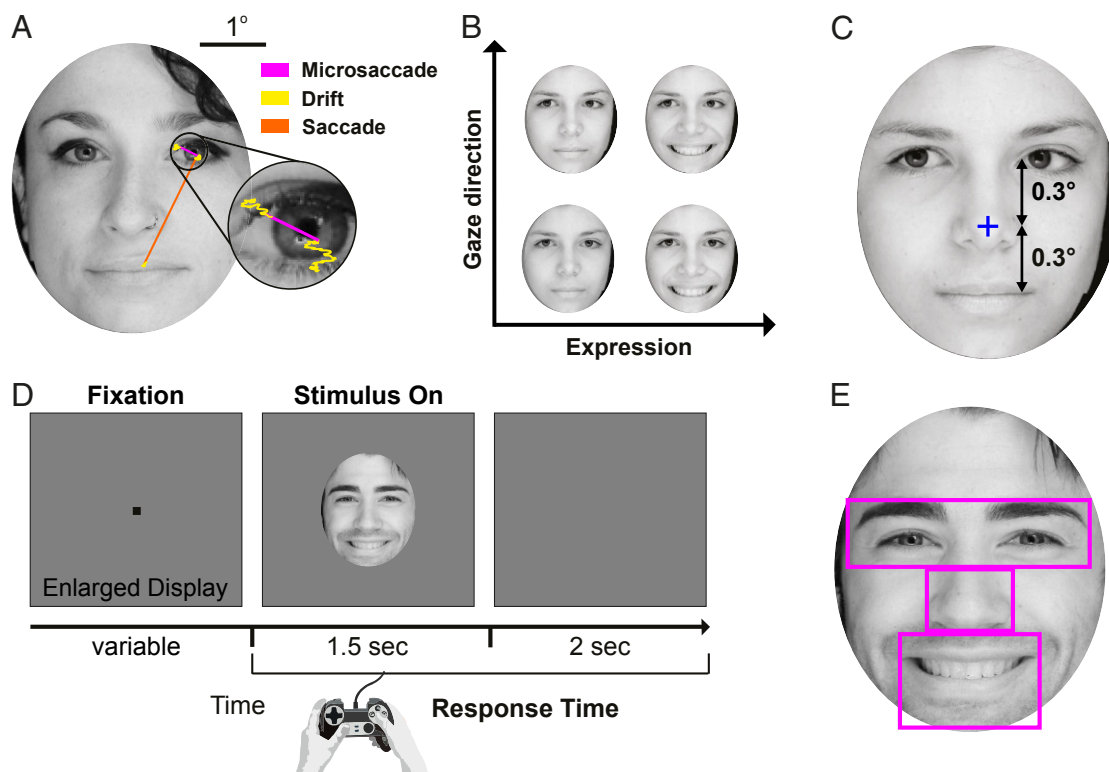 A
1°
Microsaccade
Drift
Saccade
B
Gaze direction
Expression
C
0.3°
0.3°
D
Fixation
Stimulus On
Enlarged Display
variable
1.5 sec
2 sec
Time
Response Time
E